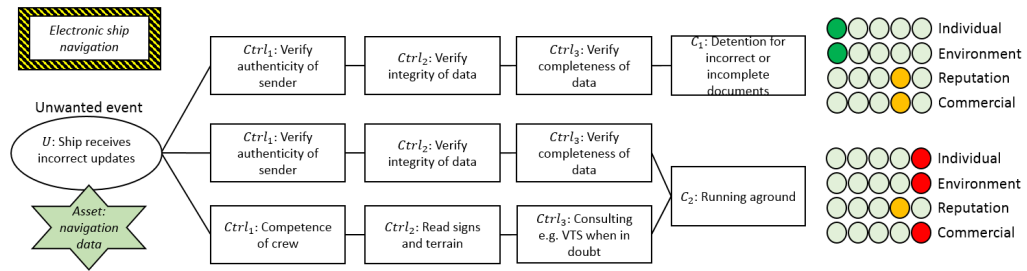 Electronic ship
navigation
Unwanted event
U: Ship receives
incorrect updates
Asset:
navigation
data
Ctrl₁: Verify
authenticity of
sender
Ctrl₂: Verify
integrity of data
Ctrl₃: Verify
completeness of
data
C₁: Detention for
incorrect or
incomplete
documents
Individual
Environment
Reputation
Commercial
Ctrl₁: Verify
authenticity of
sender
Ctrl₂: Verify
integrity of data
Ctrl₃: Verify
completeness of
data
Ctrl₁: Competence
of crew
Ctrl₂: Read signs
and terrain
Ctrl₃: Consulting
e.g. VTS when in
doubt
C₂: Running aground
Individual
Environment
Reputation
Commercial